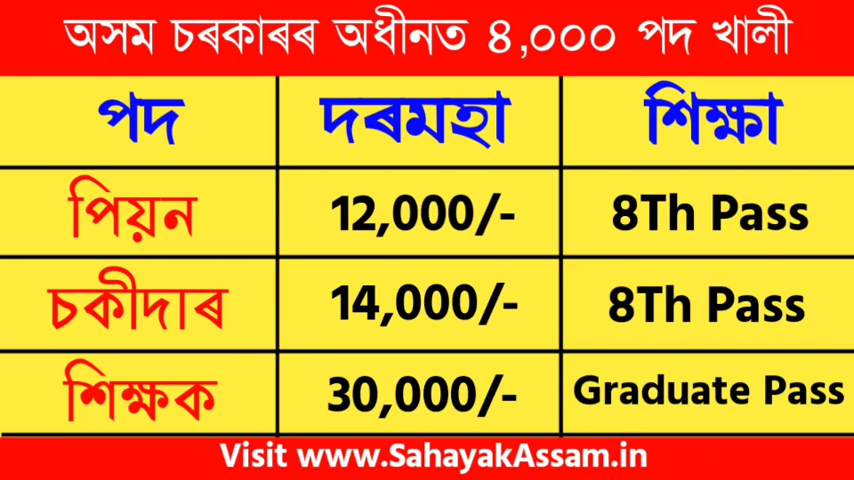 অসম চৰকাৰৰ অধীনত ৪,০০০ পদ খালী
পদ দৰমহা শিক্ষা
পিয়ন 12,000/- 8Th Pass
চকীদাৰ 14,000/- 8Th Pass
শিক্ষক 30,000/- Graduate Pass
Visit www.SahayakAssam.in